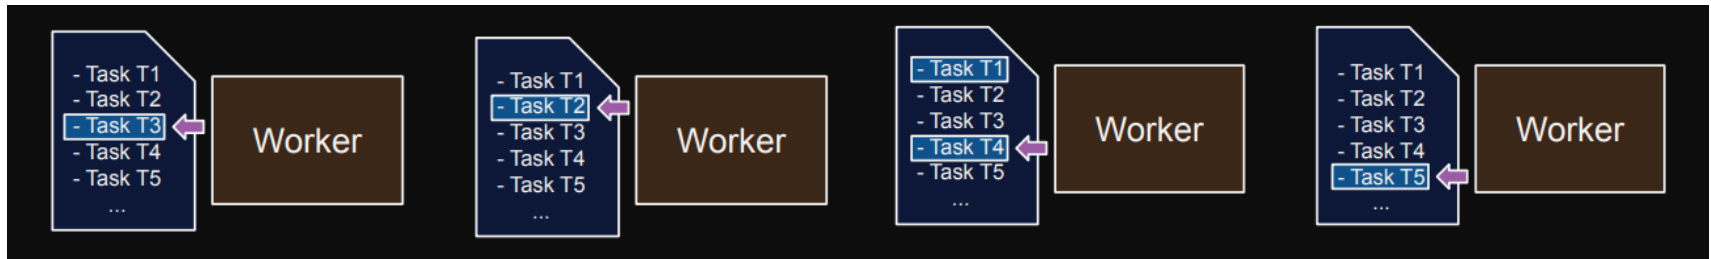 - Task T1
- Task T2
- Task T3
- Task T4
- Task T5
...
Worker
- Task T1
- Task T2
- Task T3
- Task T4
- Task T5
...
Worker
- Task T1
- Task T2
- Task T3
- Task T4
- Task T5
...
Worker
- Task T1
- Task T2
- Task T3
- Task T4
- Task T5
...
Worker